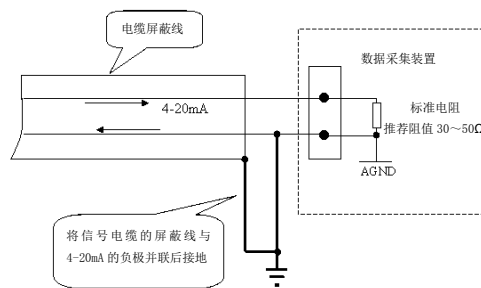 电缆屏蔽线
数据采集装置
4-20mA
标准电阻
推荐阻值 30～50Ω
AGND
将信号电缆的屏蔽线与
4-20mA 的负极并联后接地